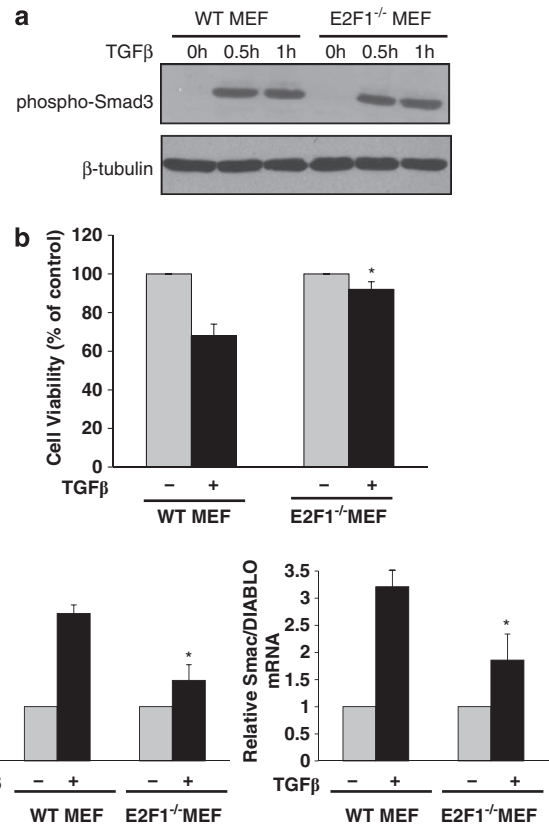 a
WT MEF E2F1-/- MEF
TGFβ 0h 0.5h 1h 0h 0.5h 1h
phospho-Smad3
β-tubulin
b
Cell Viability (% of control)
120
100
80
60
40
20
0
*
TGFβ − + − +
WT MEF E2F1-/-MEF
*
− + − +
WT MEF E2F1-/-MEF
Relative Smac/DIABLO
mRNA
3.5
3
2.5
2
1.5
1
0.5
0
*
TGFβ − + − +
WT MEF E2F1-/-MEF